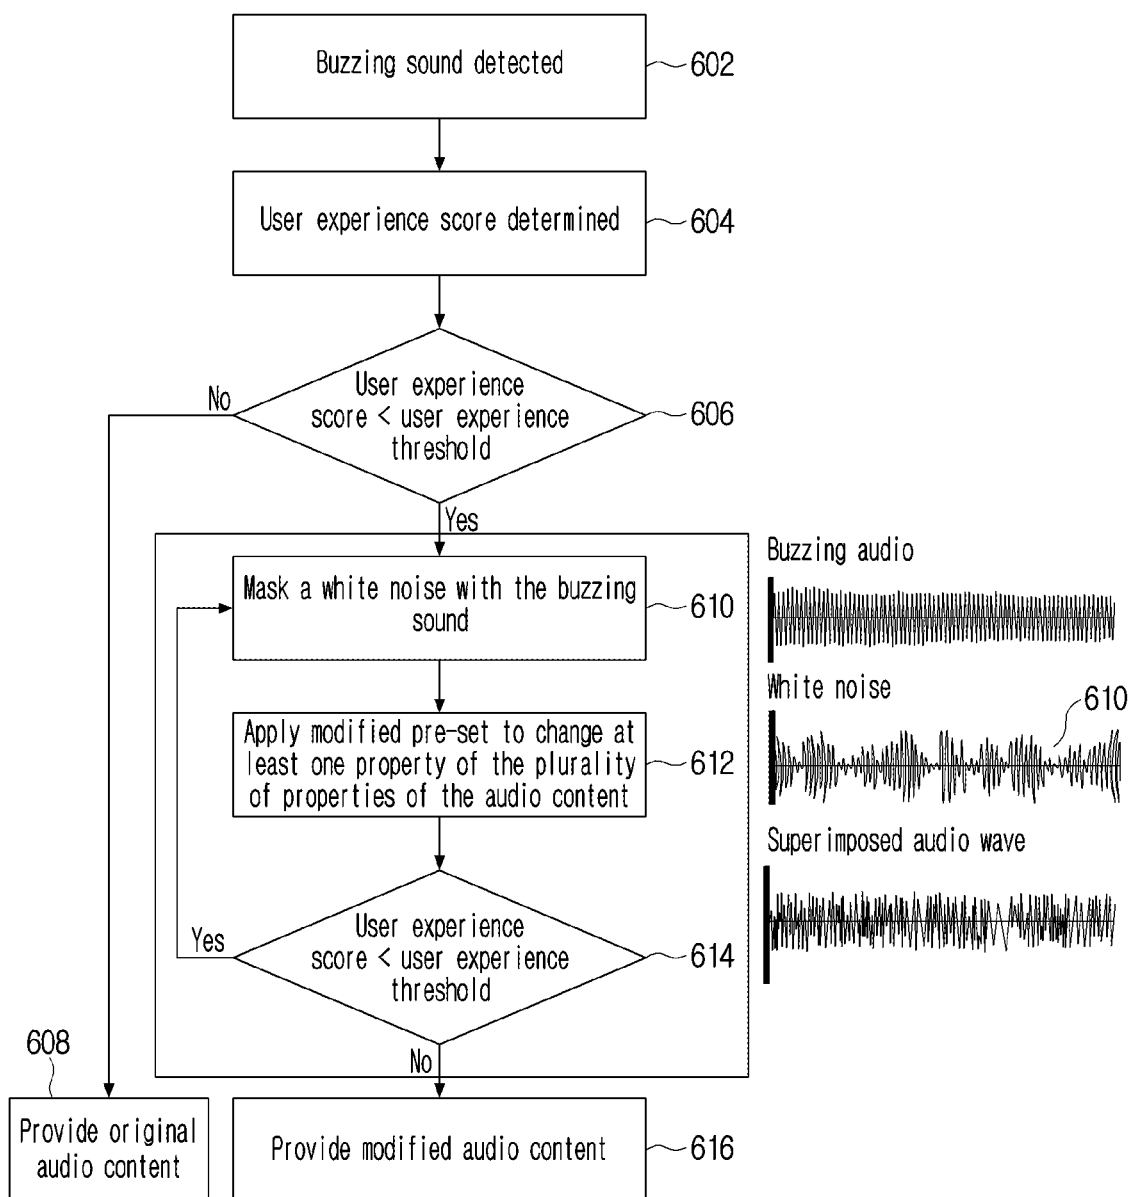 Buzzing sound detected
602
User experience score determined
604
User experience
score < user experience
threshold
606
No
Yes
Mask a white noise with the buzzing
sound
610
Apply modified pre-set to change at
least one property of the plurality
of properties of the audio content
612
User experience
score < user experience
threshold
614
Yes
No
608
Provide original
audio content
Provide modified audio content
616
Buzzing audio
White noise
610
Superimposed audio wave